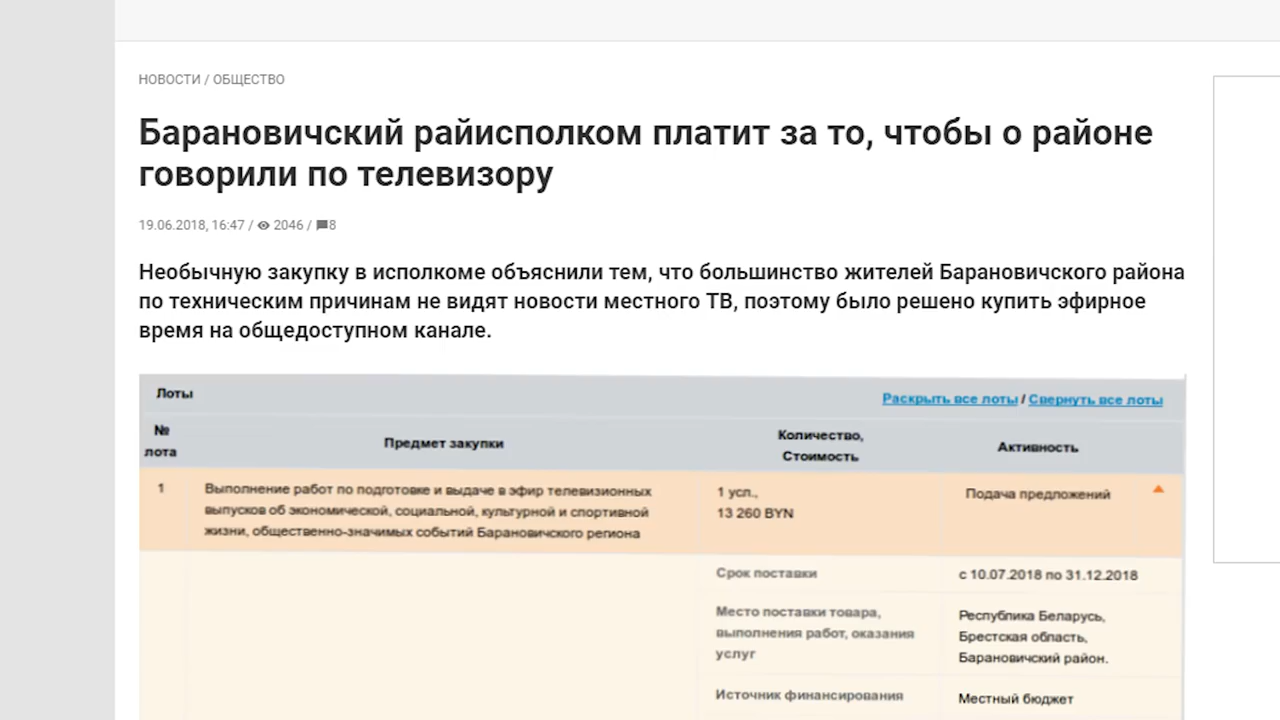 НОВОСТИ / ОБЩЕСТВО
Барановичский райисполком платит за то, чтобы о районе
говорили по телевизору
19.06.2018, 16:47 / 2046 / 8
Необычную закупку в исполкоме объяснили тем, что большинство жителей Барановичского района
по техническим причинам не видят новости местного ТВ, поэтому было решено купить эфирное
время на общедоступном канале.
Лоты
Раскрыть все лоты / Свернуть все лоты
№
лота
Предмет закупки
Количество,
Стоимость
Активность
1
Выполнение работ по подготовке и выдаче в эфир телевизионных
выпусков об экономической, социальной, культурной и спортивной
жизни, общественно-значимых событий Барановичского региона
1 усл.,
13 260 BYN
Подача предложений
Срок поставки
с 10.07.2018 по 31.12.2018
Место поставки товара,
выполнения работ, оказания
услуг
Республика Беларусь,
Брестская область,
Барановичский район.
Источник финансирования
Местный бюджет